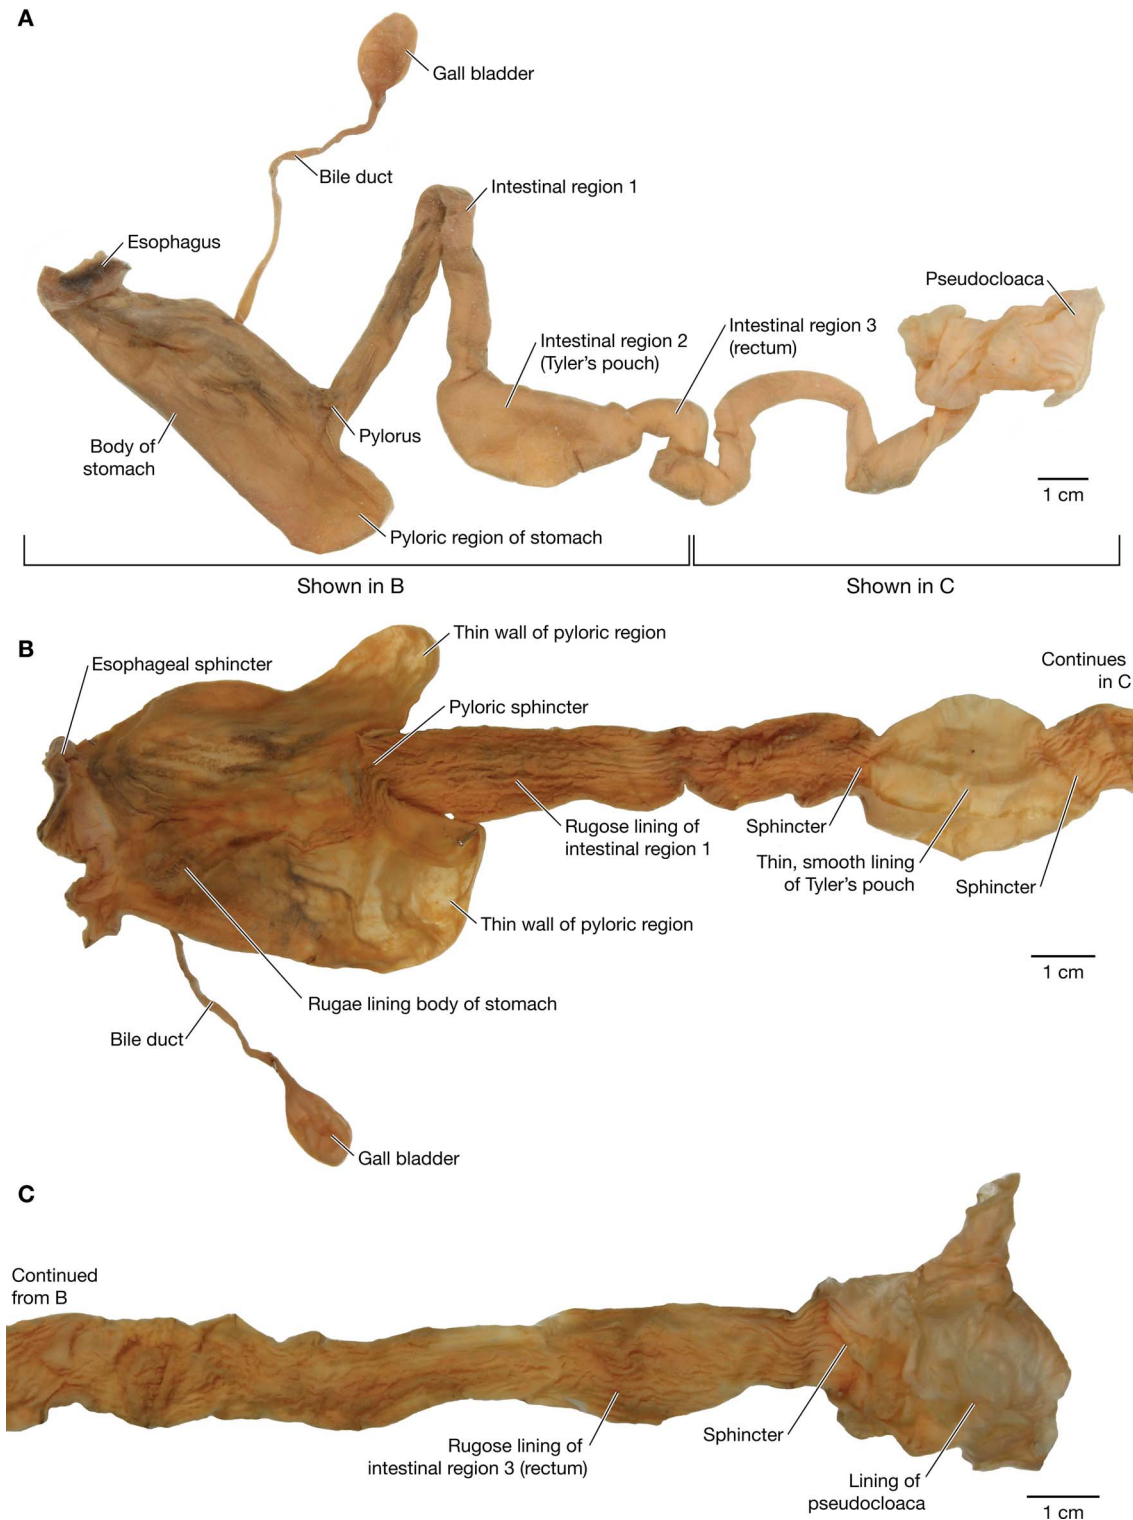 A
Gall bladder
Bile duct
Intestinal region 1
Esophagus
Pseudocloaca
Intestinal region 2
(Tyler’s pouch)
Intestinal region 3
(rectum)
Body of
stomach
Pylorus
Pyloric region of stomach
1 cm
Shown in B
Shown in C
B
Thin wall of pyloric region
Esophageal sphincter
Continues
in C
Pyloric sphincter
Rugose lining of
intestinal region 1
Sphincter
Thin, smooth lining
of Tyler’s pouch
Sphincter
Thin wall of pyloric region
1 cm
Rugae lining body of stomach
Bile duct
Gall bladder
C
Continued
from B
Rugose lining of
intestinal region 3 (rectum)
Sphincter
Lining of
pseudocloaca
1 cm